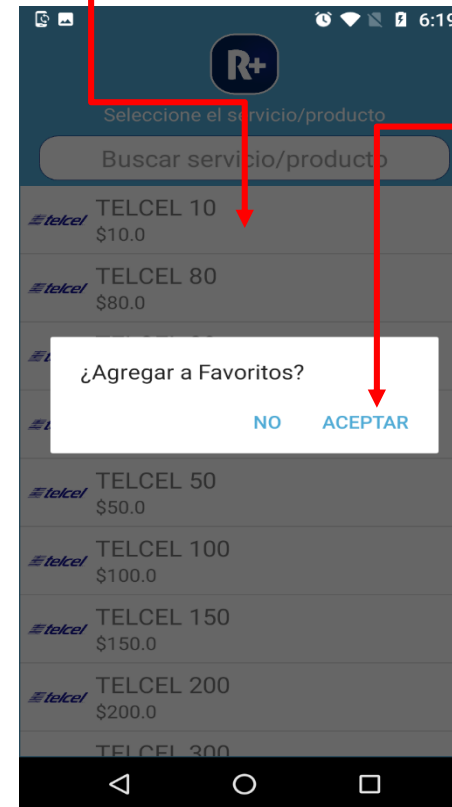 6:19
R+
Seleccione el servicio/producto
Buscar servicio/producto
telcel TELCEL 10
$10.0
telcel TELCEL 80
$80.0
¿Agregar a Favoritos?
NO ACEPTAR
telcel TELCEL 50
$50.0
telcel TELCEL 100
$100.0
telcel TELCEL 150
$150.0
telcel TELCEL 200
$200.0
TELCEL 300